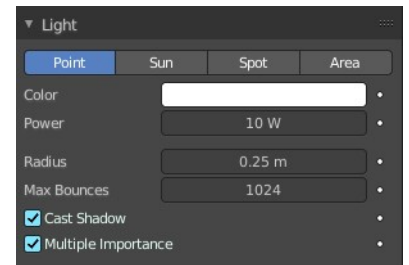 Light
Point Sun Spot Area
Color
Power 10 W
Radius 0.25 m
Max Bounces 1024
Cast Shadow
Multiple Importance